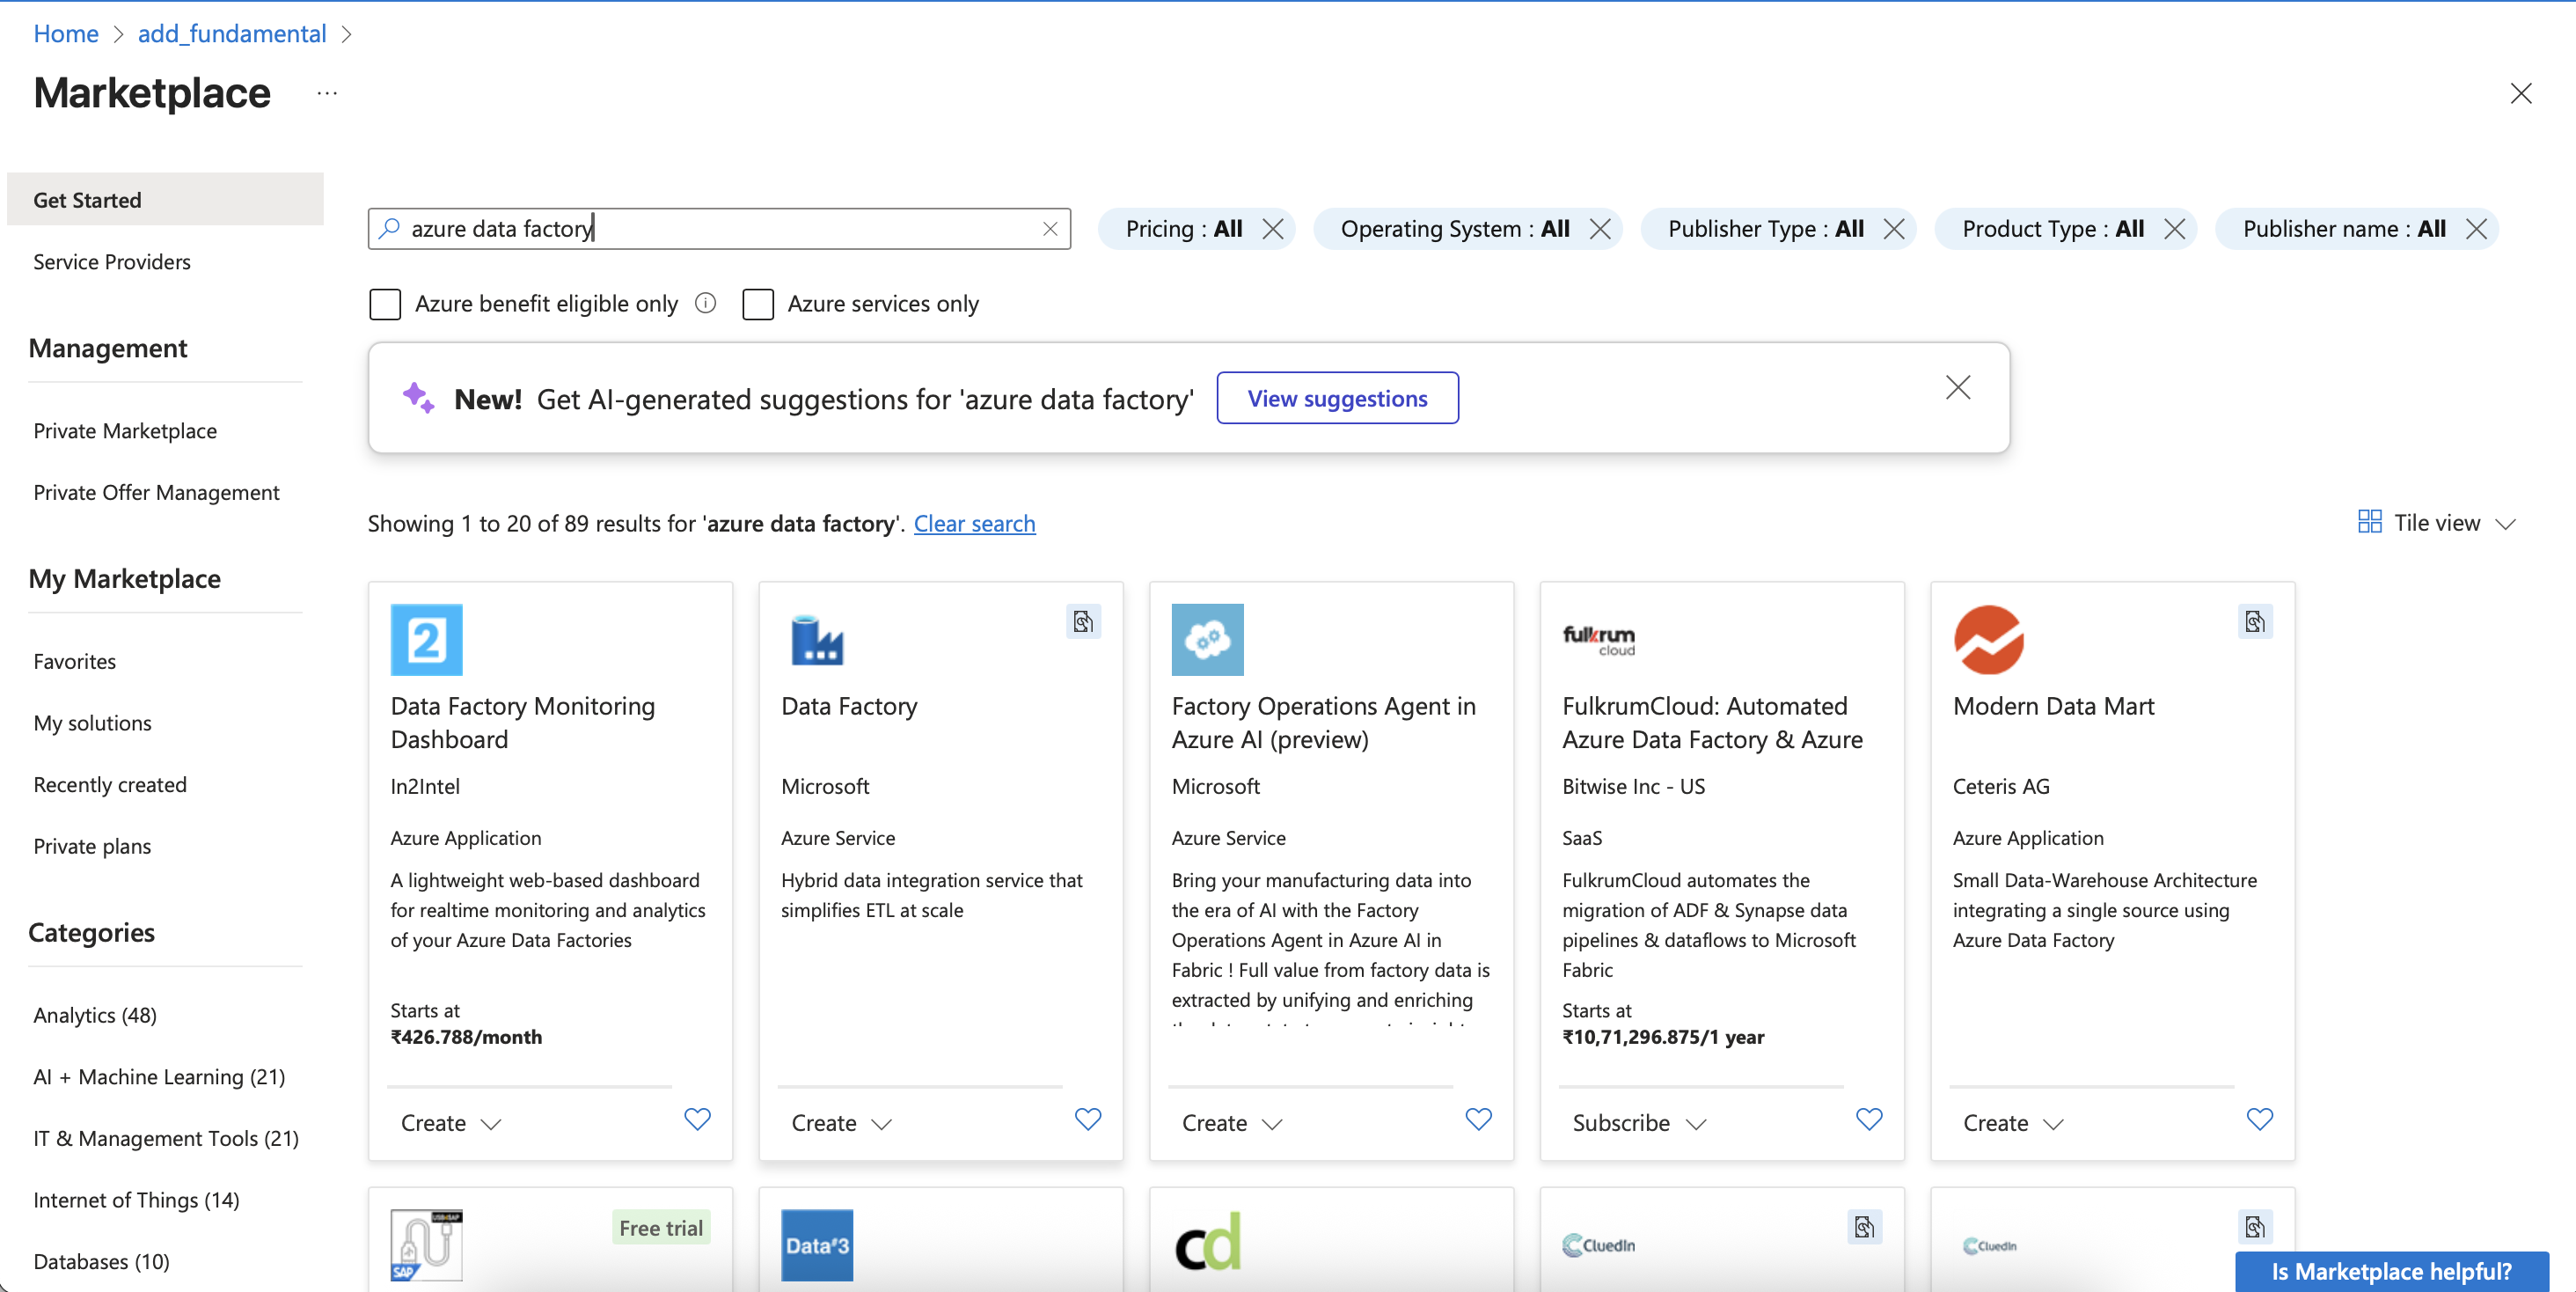 Home > add_fundamental >
Marketplace ...
Get Started
Service Providers
Management
Private Marketplace
Private Offer Management
My Marketplace
Favorites
My solutions
Recently created
Private plans
Categories
Analytics (48)
AI + Machine Learning (21)
IT & Management Tools (21)
Internet of Things (14)
Databases (10)
azure data factory
Pricing : All
Operating System : All
Publisher Type : All
Product Type : All
Publisher name : All
Azure benefit eligible only
Azure services only
New! Get AI-generated suggestions for 'azure data factory'
View suggestions
Showing 1 to 20 of 89 results for 'azure data factory'. Clear search
Tile view
2
Data Factory Monitoring
Dashboard
In2Intel
Azure Application
A lightweight web-based dashboard
for realtime monitoring and analytics
of your Azure Data Factories
Starts at
₹426.788/month
Create
Data Factory
Microsoft
Azure Service
Hybrid data integration service that
simplifies ETL at scale
Create
Factory Operations Agent in
Azure AI (preview)
Microsoft
Azure Service
Bring your manufacturing data into
the era of AI with the Factory
Operations Agent in Azure AI in
Fabric ! Full value from factory data is
extracted by unifying and enriching
Create
fulkrum
cloud
FulkrumCloud: Automated
Azure Data Factory & Azure
Bitwise Inc - US
SaaS
FulkrumCloud automates the
migration of ADF & Synapse data
pipelines & dataflows to Microsoft
Fabric
Starts at
₹10,71,296.875/1 year
Subscribe
Modern Data Mart
Ceteris AG
Azure Application
Small Data-Warehouse Architecture
integrating a single source using
Azure Data Factory
Create
SAP
Free trial
Data#3
cd
CluedIn
CluedIn
Is Marketplace helpful?